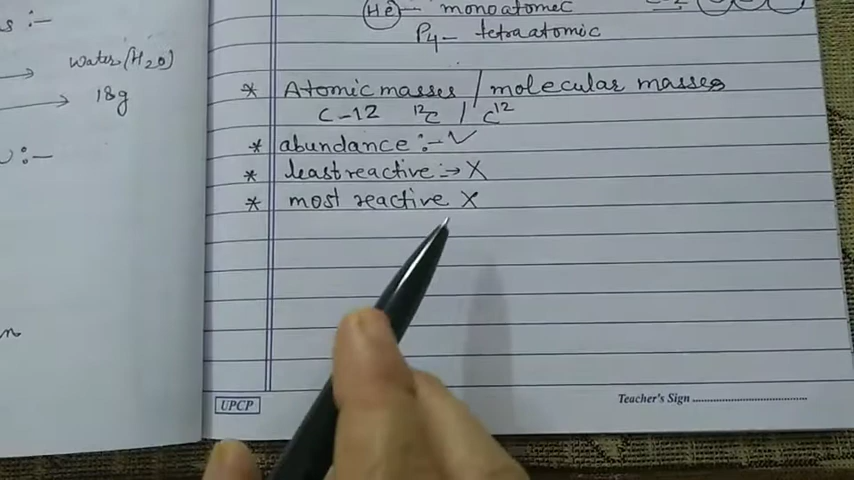 s :-
Water (H2O)
18g
He - monoatomic
P4 - tetraatomic
* Atomic masses / molecular masses
C-12 ¹²C / C¹²
* abundance :- ✓
* least reactive :→ X
* most reactive X
UPCP
Teacher's Sign